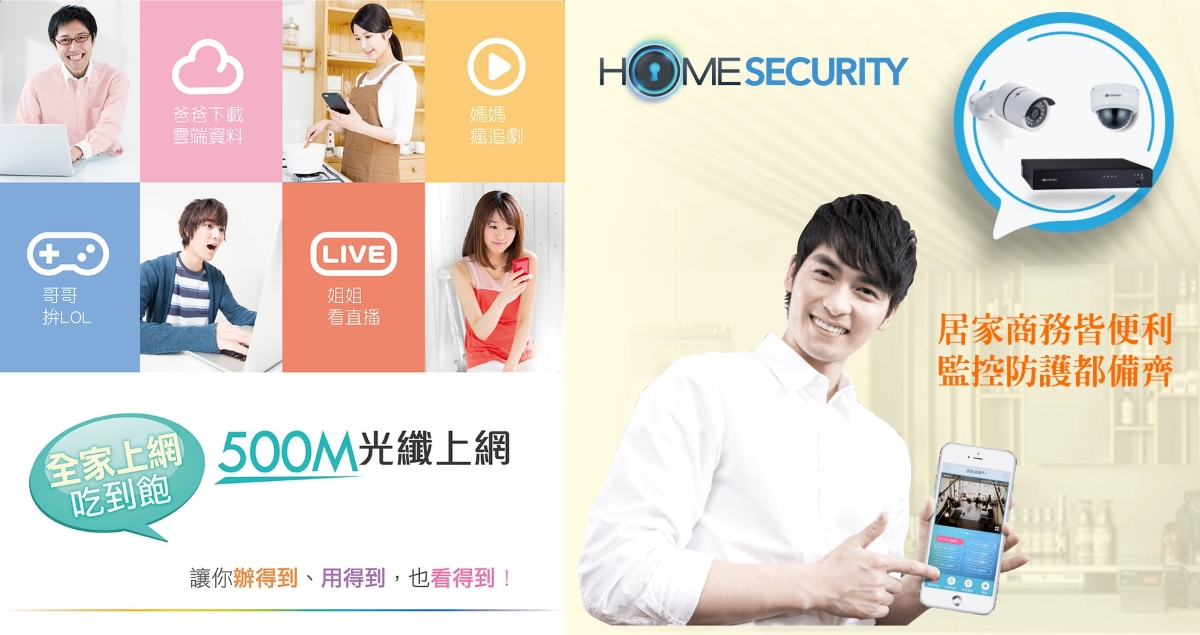 爸爸下載
雲端資料
媽媽
瘋追劇
哥哥
拚LOL
LIVE
姐姐
看直播
全家上網
吃到飽
500M光纖上網
讓你辦得到、用得到，也看得到！
HOME SECURITY
居家商務皆便利
監控防護都備齊